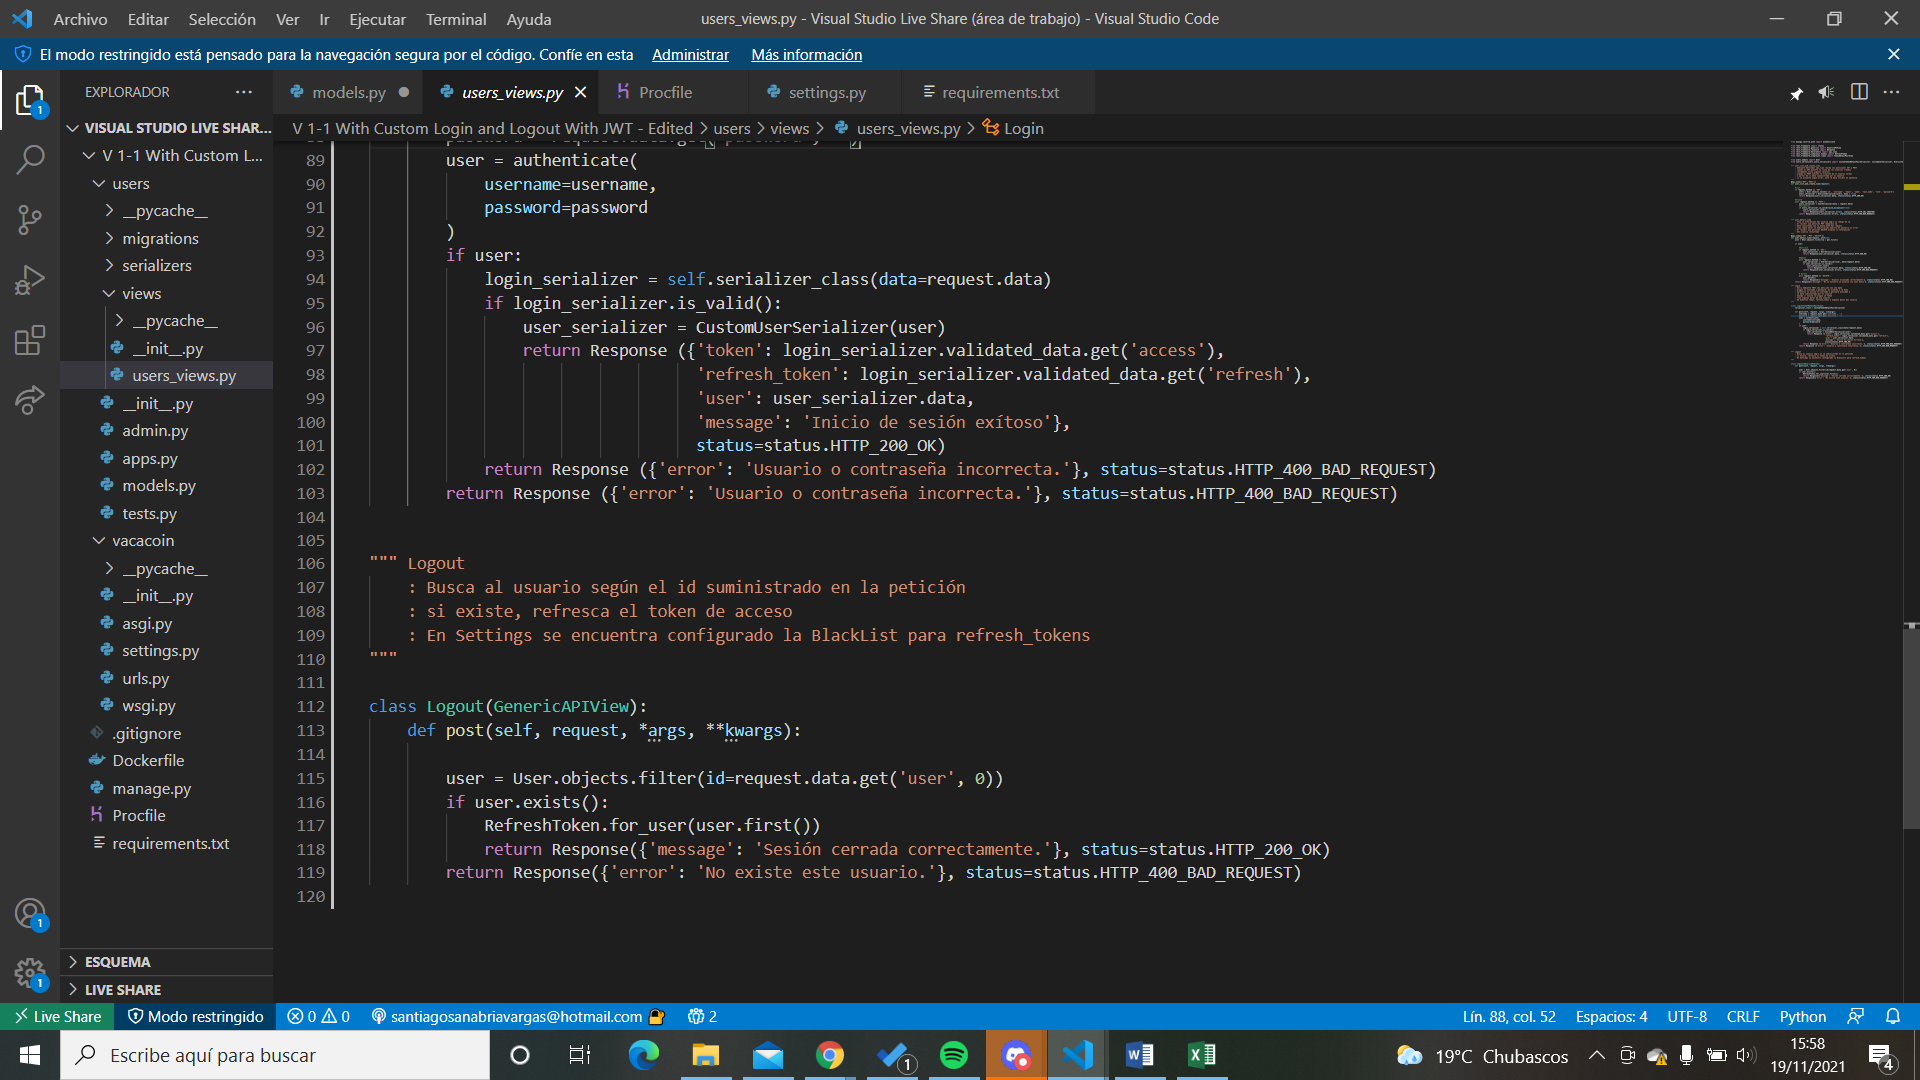 Archivo Editar Selección Ver Ir Ejecutar Terminal Ayuda
users_views.py - Visual Studio Live Share (área de trabajo) - Visual Studio Code
El modo restringido está pensado para la navegación segura por el código. Confíe en esta Administrar Más información
EXPLORADOR
models.py users_views.py Procfile settings.py requirements.txt
V 1-1 With Custom Login and Logout With JWT - Edited > users > views > users_views.py > Login
VISUAL STUDIO LIVE SHAR...
V 1-1 With Custom L...
users
__pycache__
migrations
serializers
views
__pycache__
__init__.py
users_views.py
__init__.py
admin.py
apps.py
models.py
tests.py
vacacoin
__pycache__
__init__.py
asgi.py
settings.py
urls.py
wsgi.py
.gitignore
Dockerfile
manage.py
Procfile
requirements.txt
ESQUEMA
LIVE SHARE
89 user = authenticate(
90 username=username,
91 password=password
92 )
93 if user:
94 login_serializer = self.serializer_class(data=request.data)
95 if login_serializer.is_valid():
96 user_serializer = CustomUserSerializer(user)
97 return Response ({'token': login_serializer.validated_data.get('access'),
98 'refresh_token': login_serializer.validated_data.get('refresh'),
99 'user': user_serializer.data,
100 'message': 'Inicio de sesión exítoso'},
101 status=status.HTTP_200_OK)
102 return Response ({'error': 'Usuario o contraseña incorrecta.'}, status=status.HTTP_400_BAD_REQUEST)
103 return Response ({'error': 'Usuario o contraseña incorrecta.'}, status=status.HTTP_400_BAD_REQUEST)
104
105
106 """ Logout
107 : Busca al usuario según el id suministrado en la petición
108 : si existe, refresca el token de acceso
109 : En Settings se encuentra configurado la BlackList para refresh_tokens
110 """
111
112 class Logout(GenericAPIView):
113 def post(self, request, *args, **kwargs):
114
115 user = User.objects.filter(id=request.data.get('user', 0))
116 if user.exists():
117 RefreshToken.for_user(user.first())
118 return Response({'message': 'Sesión cerrada correctamente.'}, status=status.HTTP_200_OK)
119 return Response({'error': 'No existe este usuario.'}, status=status.HTTP_400_BAD_REQUEST)
120
1
1
1
Live Share Modo restringido 0 0 santiagosanabriavargas@hotmail.com 2 Lín. 88, col. 52 Espacios: 4 UTF-8 CRLF Python
Escribe aquí para buscar
1
19°C Chubascos
15:58
19/11/2021
4